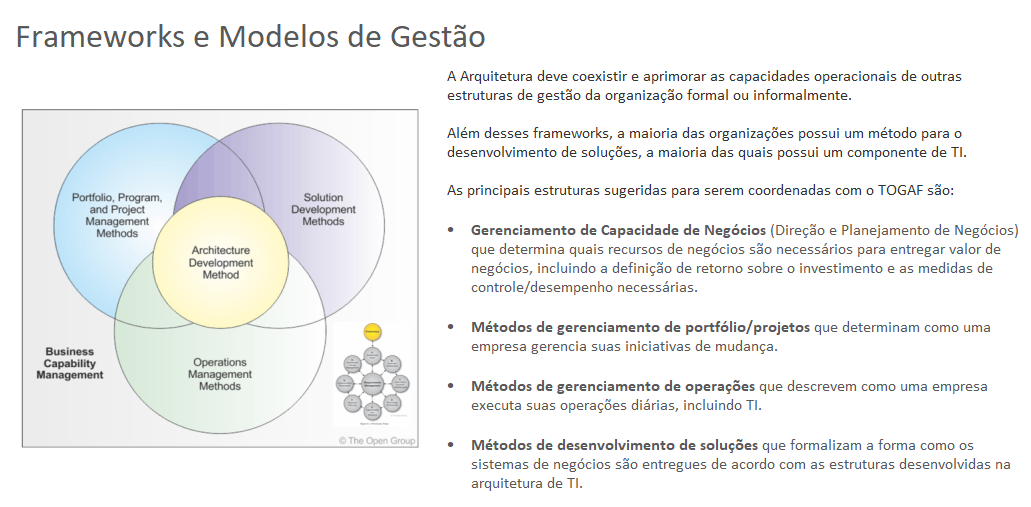 Frameworks e Modelos de Gestão
A Arquitetura deve coexistir e aprimorar as capacidades operacionais de outras
estruturas de gestão da organização formal ou informalmente.
Além desses frameworks, a maioria das organizações possui um método para o
desenvolvimento de soluções, a maioria das quais possui um componente de TI.
As principais estruturas sugeridas para serem coordenadas com o TOGAF são:
• Gerenciamento de Capacidade de Negócios (Direção e Planejamento de Negócios)
que determina quais recursos de negócios são necessários para entregar valor de
negócios, incluindo a definição de retorno sobre o investimento e as medidas de
controle/desempenho necessárias.
• Métodos de gerenciamento de portfólio/projetos que determinam como uma
empresa gerencia suas iniciativas de mudança.
• Métodos de gerenciamento de operações que descrevem como uma empresa
executa suas operações diárias, incluindo TI.
• Métodos de desenvolvimento de soluções que formalizam a forma como os
sistemas de negócios são entregues de acordo com as estruturas desenvolvidas na
arquitetura de TI.
Portfolio, Program,
and Project
Management
Methods
Solution
Development
Methods
Architecture
Development
Method
Operations
Management
Methods
Business
Capability
Management
© The Open Group